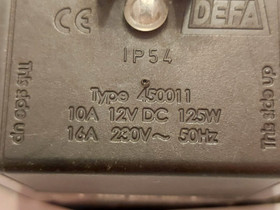 CE DEFA
IP54
This side up
Type 450011
10A 12V DC 125W
16A 230V~ 50Hz
This side up